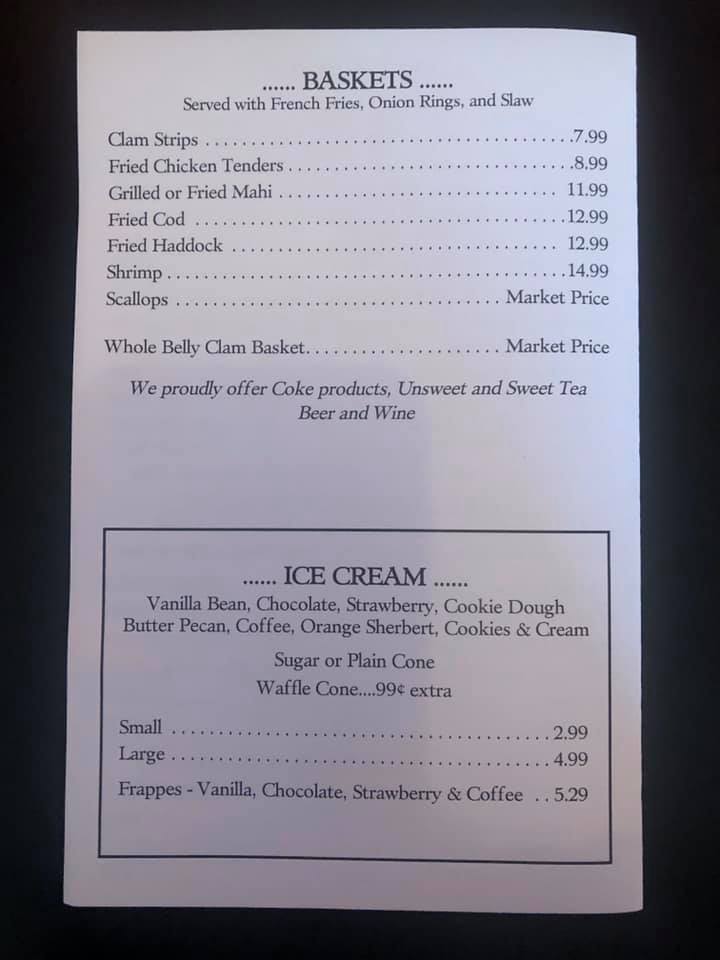 ...... BASKETS ......
Served with French Fries, Onion Rings, and Slaw
Clam Strips . . . . . . . . . . . . . . . . . . . . . . . . . . . . . . . . . . . . . . .7.99
Fried Chicken Tenders . . . . . . . . . . . . . . . . . . . . . . . . . . . . . .8.99
Grilled or Fried Mahi . . . . . . . . . . . . . . . . . . . . . . . . . . . . . . 11.99
Fried Cod . . . . . . . . . . . . . . . . . . . . . . . . . . . . . . . . . . . . . . .12.99
Fried Haddock . . . . . . . . . . . . . . . . . . . . . . . . . . . . . . . . . . . 12.99
Shrimp . . . . . . . . . . . . . . . . . . . . . . . . . . . . . . . . . . . . . . . . . .14.99
Scallops . . . . . . . . . . . . . . . . . . . . . . . . . . . . . . . . . . Market Price
Whole Belly Clam Basket. . . . . . . . . . . . . . . . . . . . . Market Price
We proudly offer Coke products, Unsweet and Sweet Tea
Beer and Wine
...... ICE CREAM ......
Vanilla Bean, Chocolate, Strawberry, Cookie Dough
Butter Pecan, Coffee, Orange Sherbert, Cookies & Cream
Sugar or Plain Cone
Waffle Cone....99¢ extra
Small . . . . . . . . . . . . . . . . . . . . . . . . . . . . . . . . . . . . . . . . 2.99
Large . . . . . . . . . . . . . . . . . . . . . . . . . . . . . . . . . . . . . . . . 4.99
Frappes - Vanilla, Chocolate, Strawberry & Coffee . . 5.29